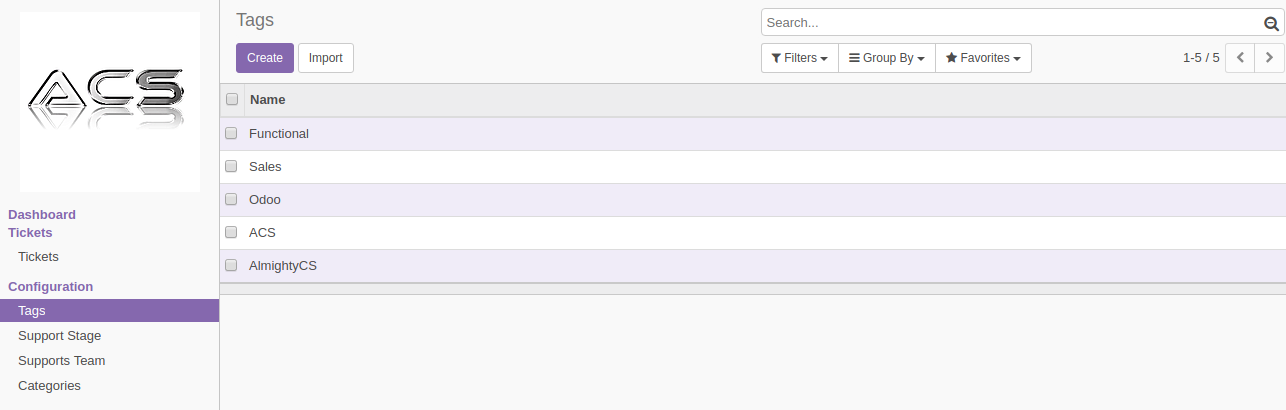 ACS
Dashboard
Tickets
Tickets
Configuration
Tags
Support Stage
Supports Team
Categories
Tags
Search...
Create Import
Filters Group By Favorites 1-5 / 5
Name
Functional
Sales
Odoo
ACS
AlmightyCS